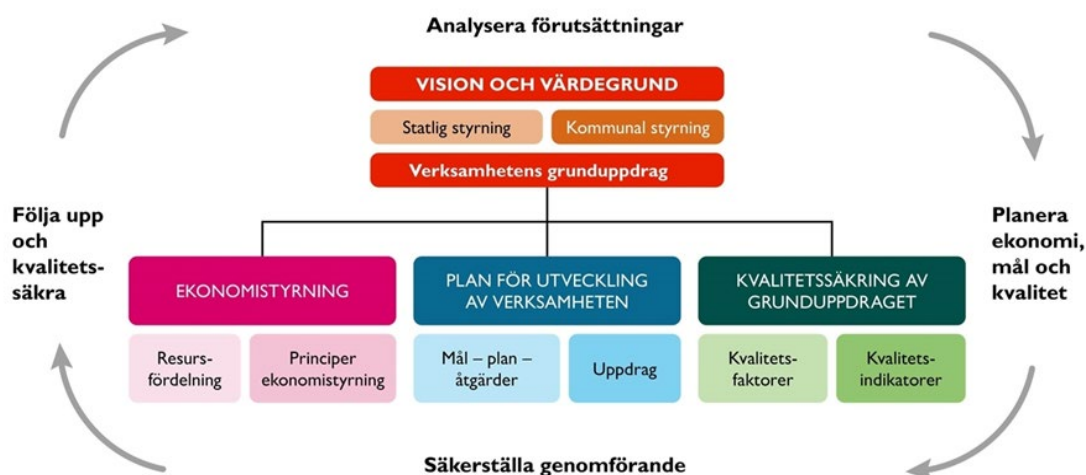 Analysera förutsättningar
VISION OCH VÄRDEGRUND
Statlig styrning
Kommunal styrning
Verksamhetens grunduppdrag
Följa upp
och
kvalitets-
säkra
Planera
ekonomi,
mål och
kvalitet
EKONOMISTYRNING
PLAN FÖR UTVECKLING
AV VERKSAMHETEN
KVALITETSSÄKRING AV
GRUNDUPPDRAGET
Resurs-
fördelning
Principer
ekonomistyrning
Mål – plan –
åtgärder
Uppdrag
Kvalitets-
faktorer
Kvalitets-
indikatorer
Säkerställa genomförande